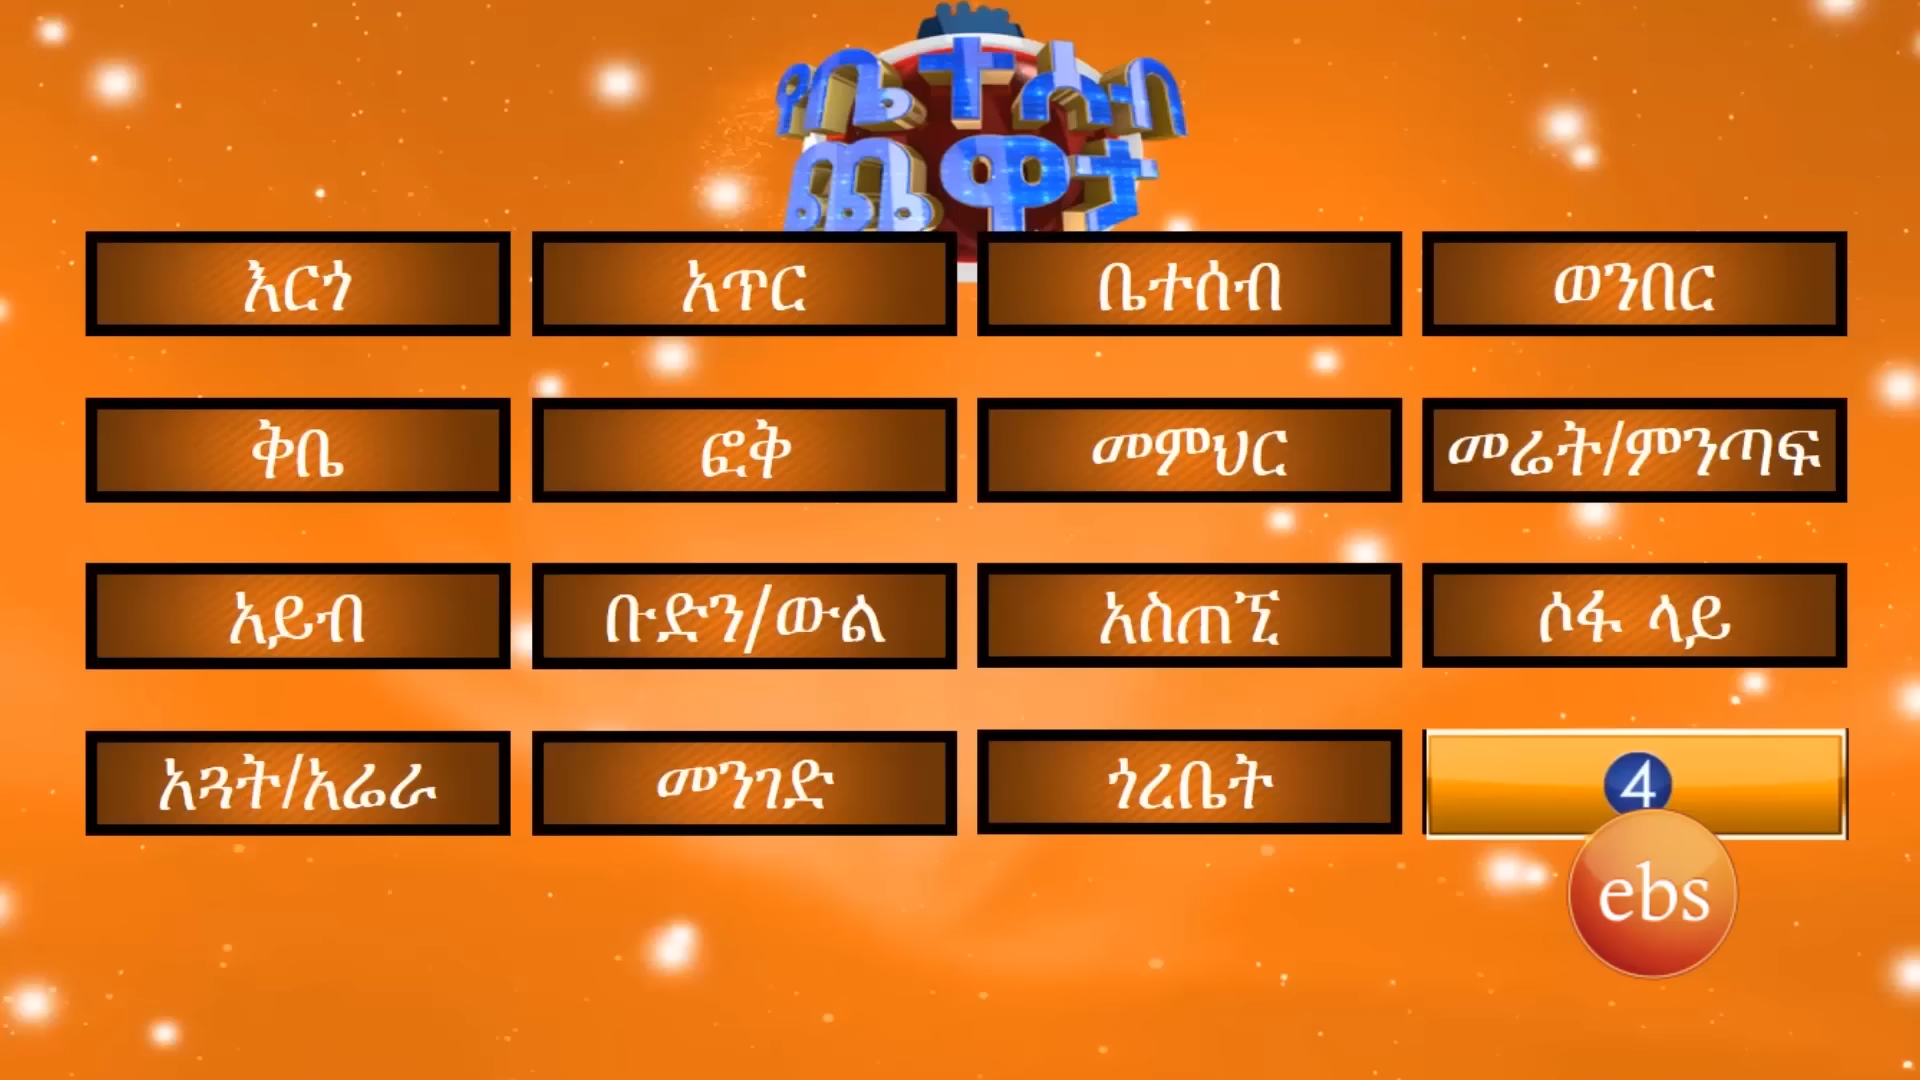 የቤተሰብ
ጨዋታ
እርጎ
አጥር
ቤተሰብ
ወንበር
ቅቤ
ፎቅ
መምህር
መሬት/ምንጣፍ
አይብ
ቡድን/ውል
አስጠኚ
ሶፋ ላይ
አጓት/አሬራ
መንገድ
ጎረቤት
4
ebs